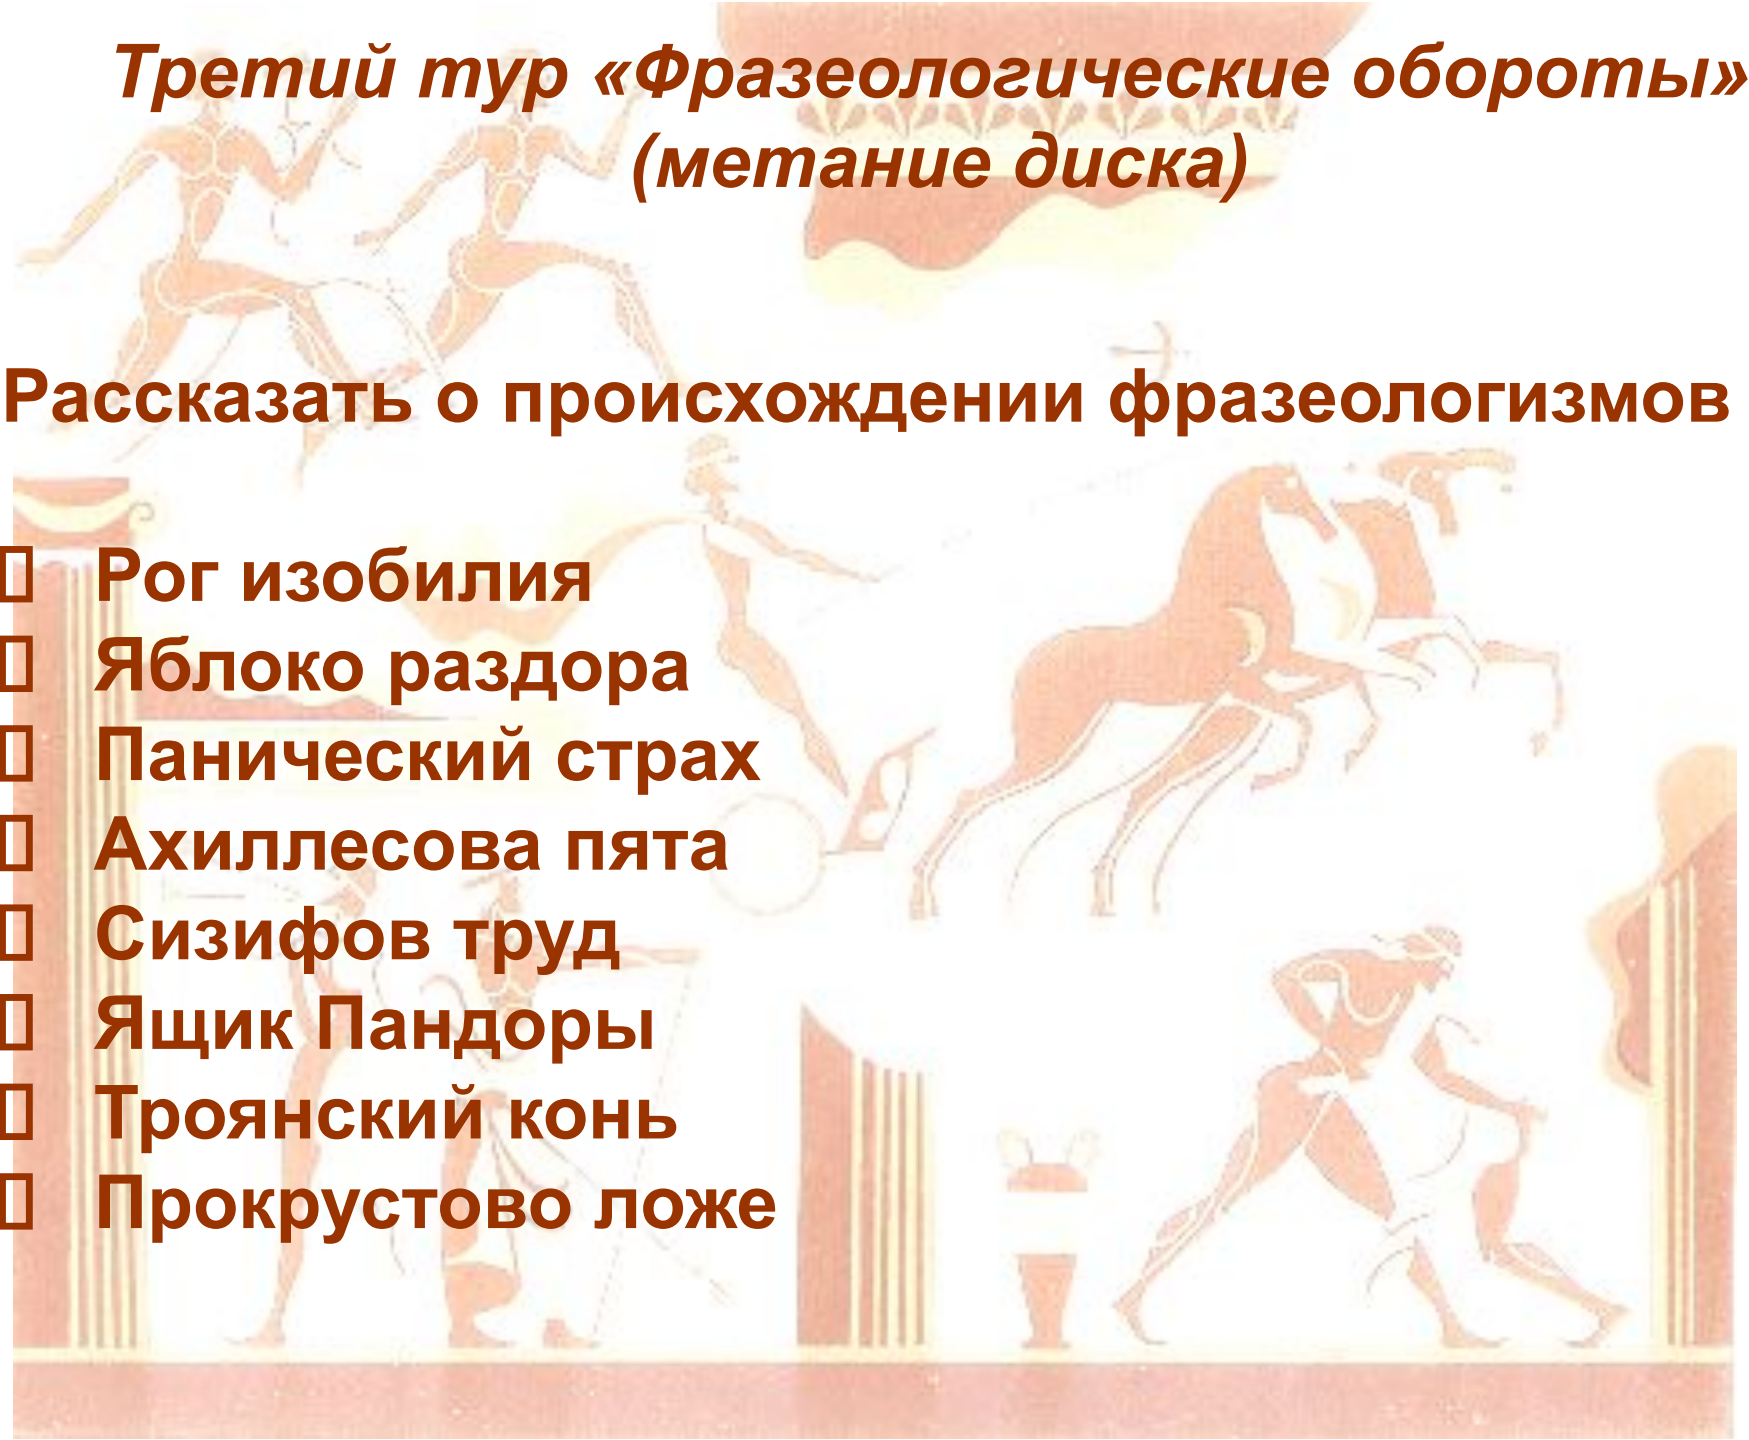 Третий тур «Фразеологические обороты»
(метание диска)
Рассказать о происхождении фразеологизмов
Рог изобилия
Яблоко раздора
Панический страх
Ахиллесова пята
Сизифов труд
Ящик Пандоры
Троянский конь
Прокрустово ложе